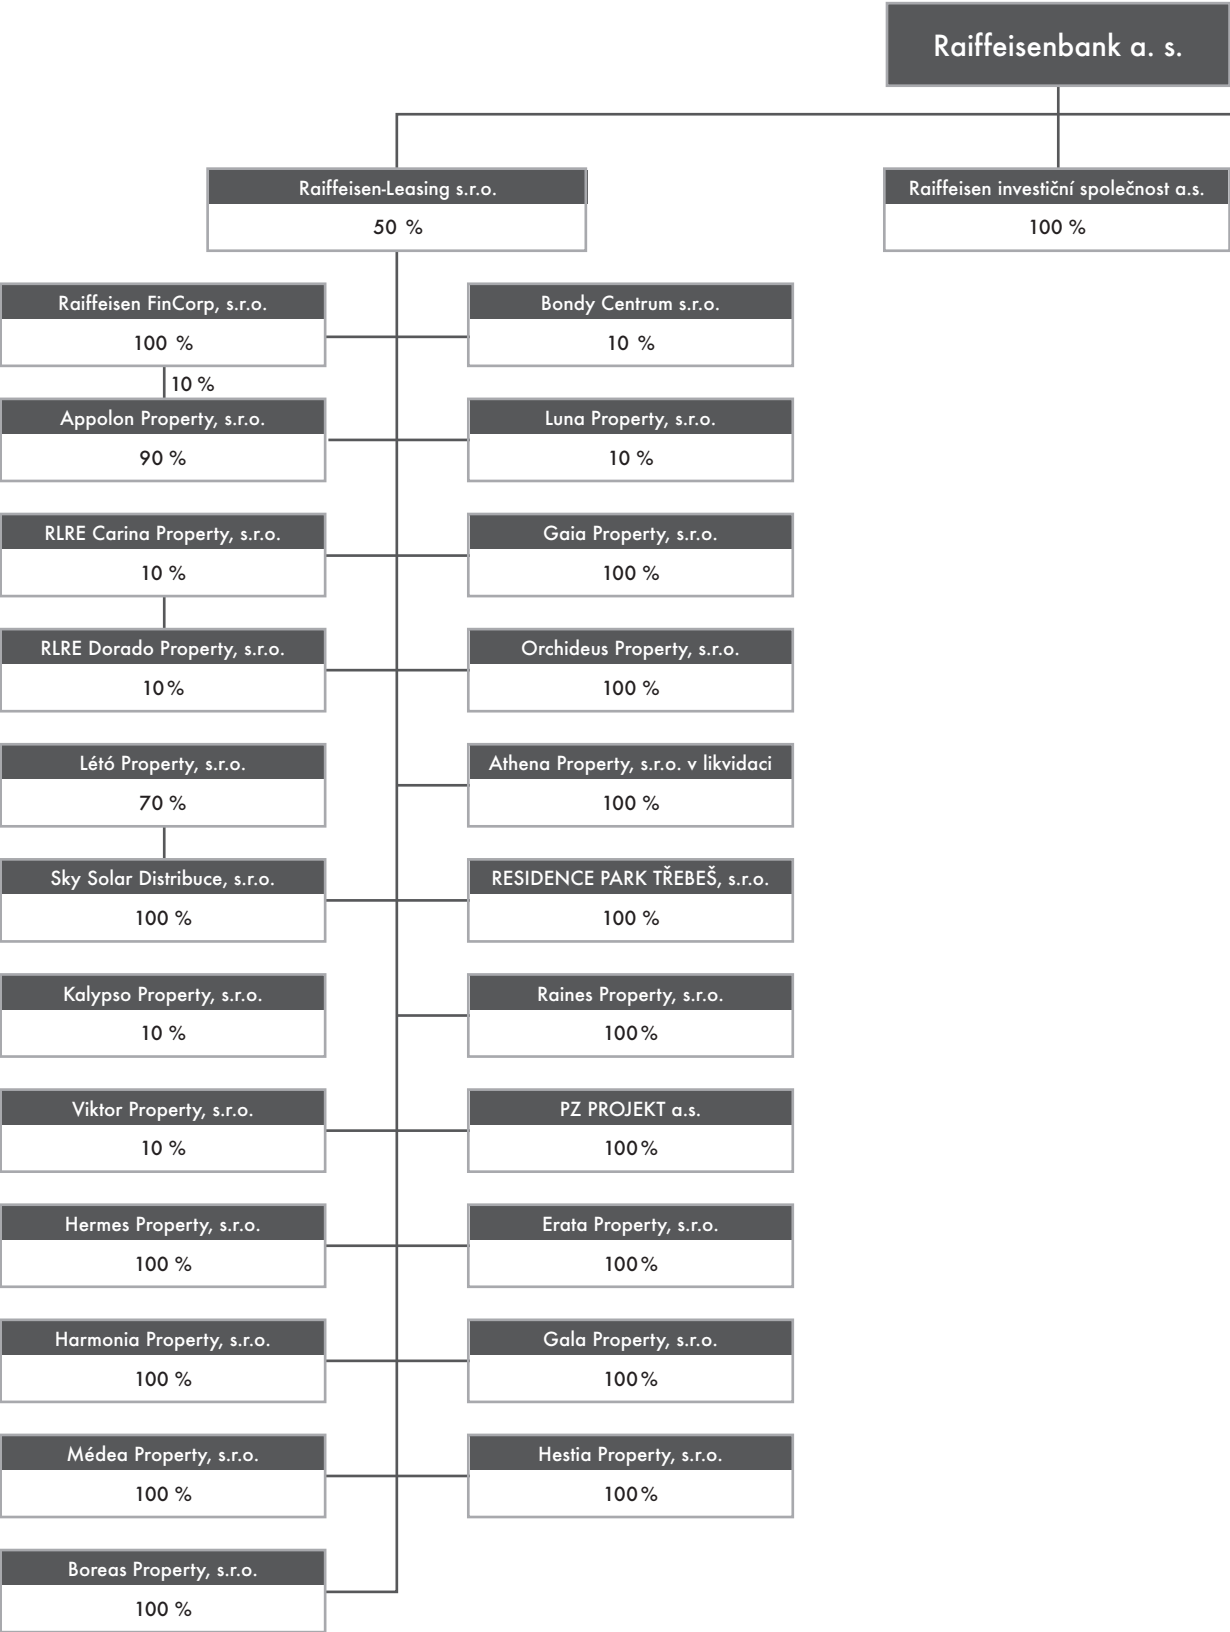 Raiffeisenbank a. s.
Raiffeisen-Leasing s.r.o.
50 %
Raiffeisen investiční společnost a.s.
100 %
Raiffeisen FinCorp, s.r.o.
100 %
10 %
Bondy Centrum s.r.o.
10 %
Appolon Property, s.r.o.
90 %
Luna Property, s.r.o.
10 %
RLRE Carina Property, s.r.o.
10 %
Gaia Property, s.r.o.
100 %
RLRE Dorado Property, s.r.o.
10%
Orchideus Property, s.r.o.
100 %
Létó Property, s.r.o.
70 %
Athena Property, s.r.o. v likvidaci
100 %
Sky Solar Distribuce, s.r.o.
100 %
RESIDENCE PARK TŘEBEŠ, s.r.o.
100 %
Kalypso Property, s.r.o.
10 %
Raines Property, s.r.o.
100%
Viktor Property, s.r.o.
10 %
PZ PROJEKT a.s.
100%
Hermes Property, s.r.o.
100 %
Erata Property, s.r.o.
100%
Harmonia Property, s.r.o.
100 %
Gala Property, s.r.o.
100%
Médea Property, s.r.o.
100 %
Hestia Property, s.r.o.
100%
Boreas Property, s.r.o.
100 %